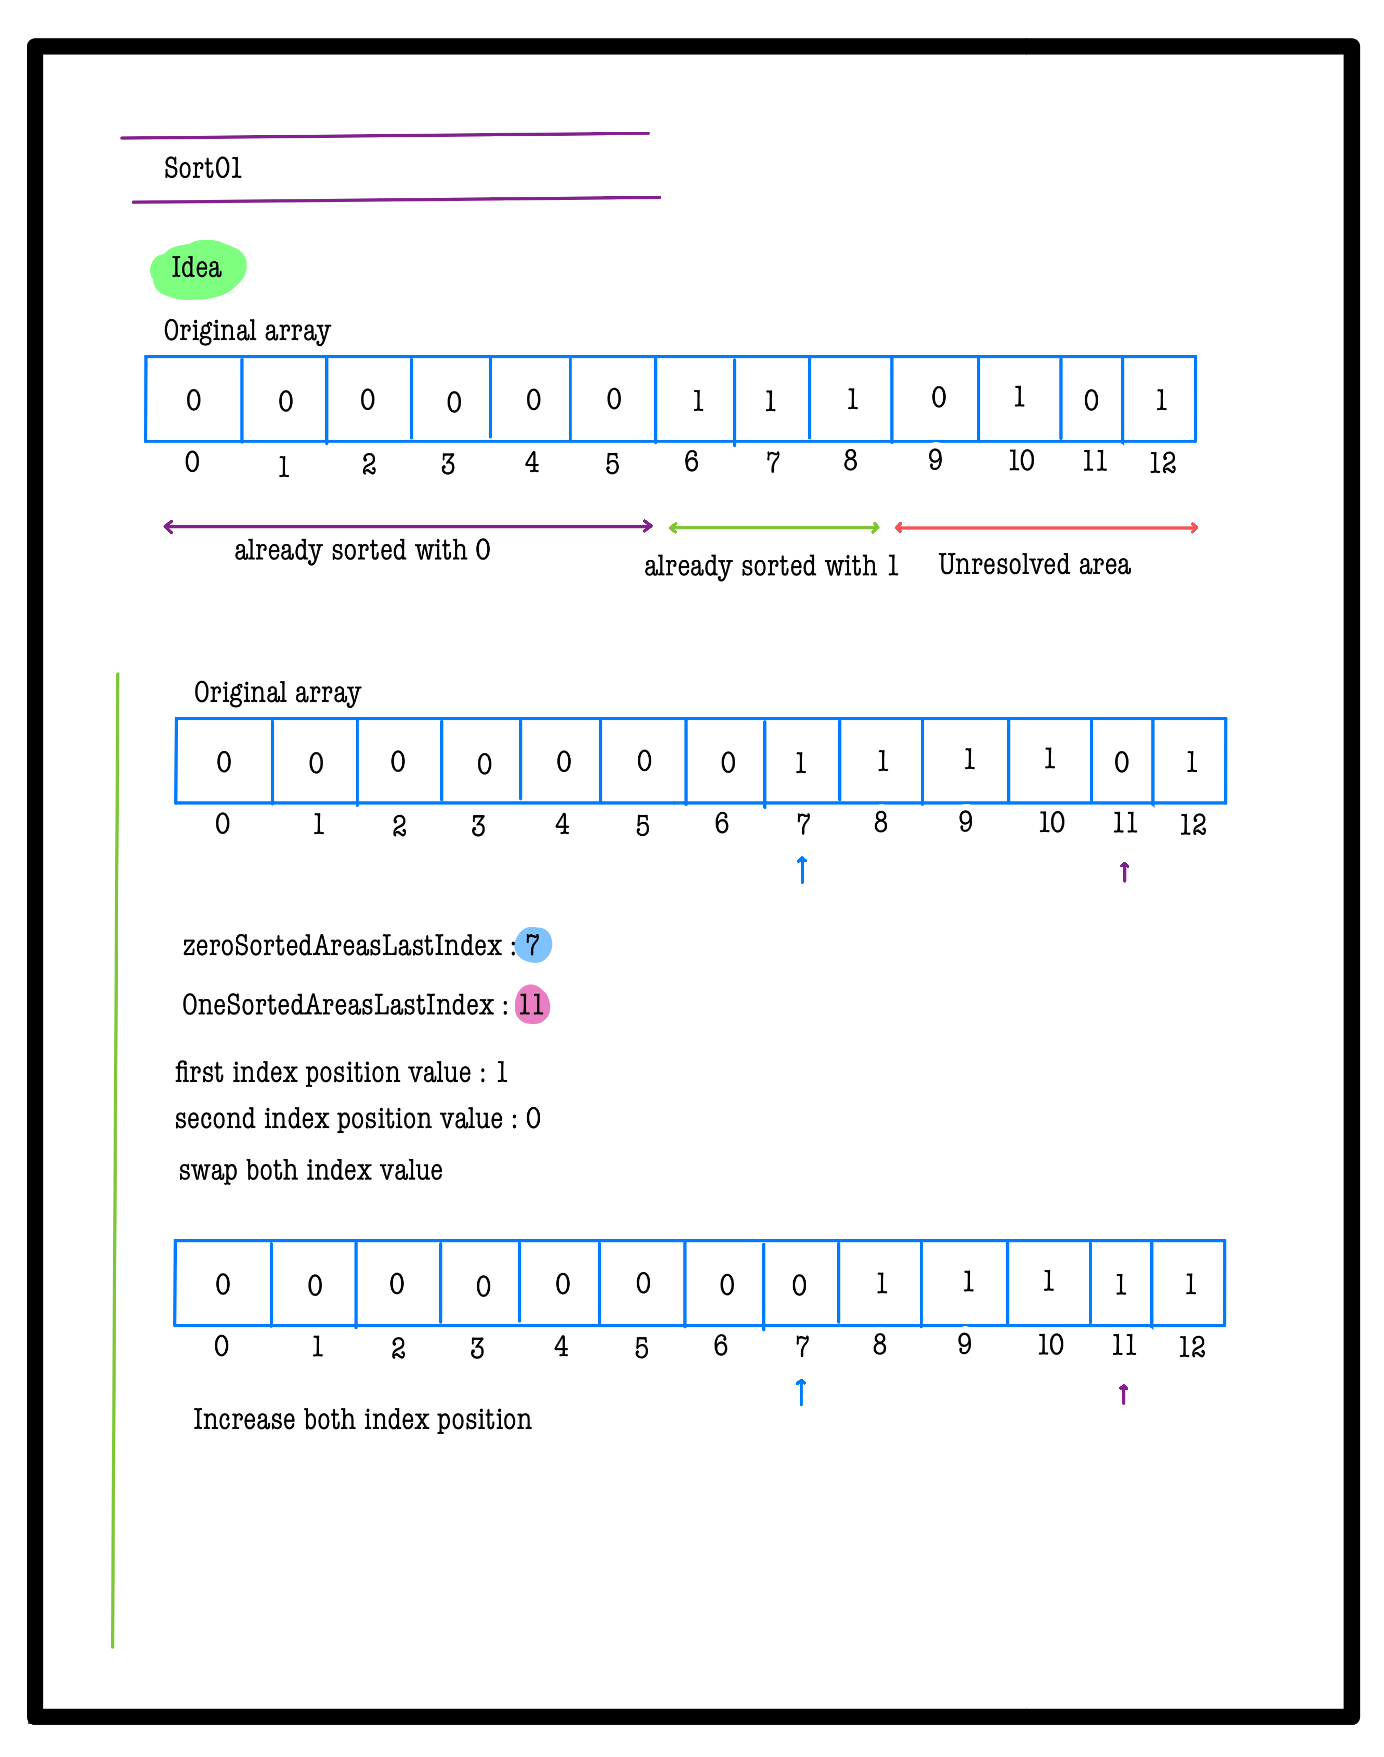 Sort01
Idea
Original array
0 0 0 0 0 0 1 1 1 0 1 0 1
0 1 2 3 4 5 6 7 8 9 10 11 12
already sorted with 0
already sorted with 1
Unresolved area
Original array
0 0 0 0 0 0 0 1 1 1 1 0 1
0 1 2 3 4 5 6 7 8 9 10 11 12
zeroSortedAreasLastIndex : 7
OneSortedAreasLastIndex : 11
first index position value : 1
second index position value : 0
swap both index value
0 0 0 0 0 0 0 0 1 1 1 1 1
0 1 2 3 4 5 6 7 8 9 10 11 12
Increase both index position